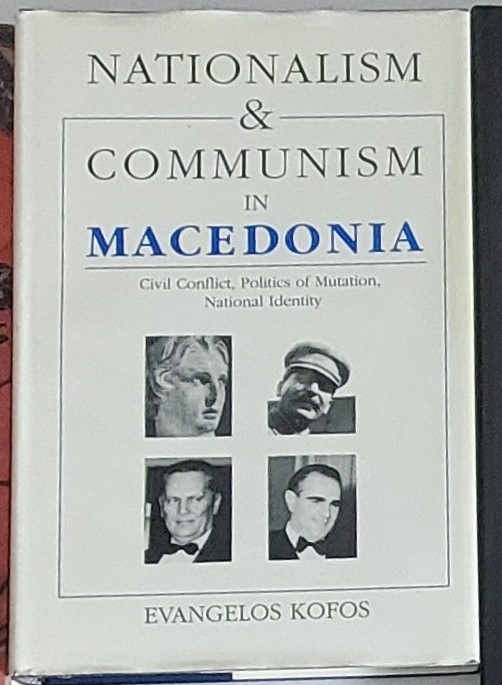 NATIONALISM
&
COMMUNISM
IN
MACEDONIA
Civil Conflict, Politics of Mutation,
National Identity
EVANGELOS KOFOS